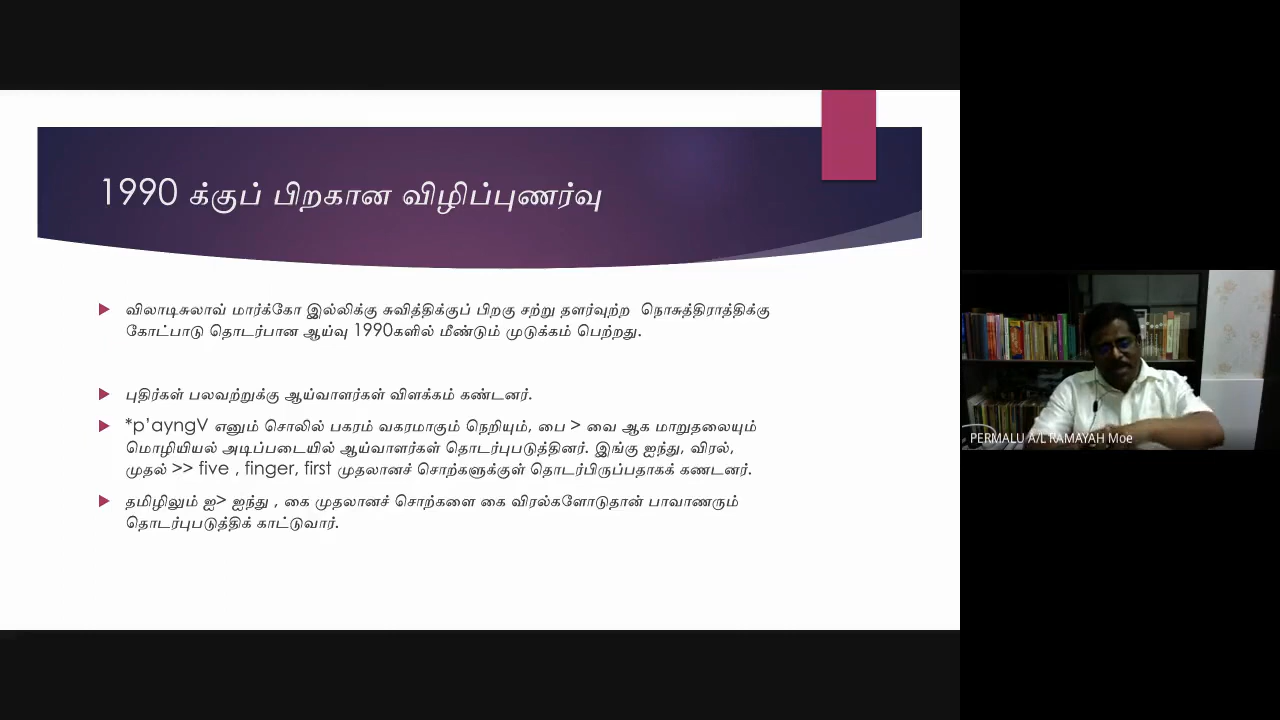 1990 க்குப் பிறகான விழிப்புணர்வு
விலாடிசுலாவ் மார்க்கோ இல்லிக்கு சுவித்திக்குப் பிறகு சற்று தளர்வுற்ற நொசுத்திராத்திக்கு
கோட்பாடு தொடர்பான ஆய்வு 1990களில் மீண்டும் முடுக்கம் பெற்றது.
புதிர்கள் பலவற்றுக்கு ஆய்வாளர்கள் விளக்கம் கண்டனர்.
*p'ayngV எனும் சொலில் பகரம் வகரமாகும் நெறியும், பை > வை ஆக மாறுதலையும்
மொழியியல் அடிப்படையில் ஆய்வாளர்கள் தொடர்புபடுத்தினர். இங்கு ஐந்து, விரல்,
முதல் >> five , finger, first முதலானச் சொற்களுக்குள் தொடர்பிருப்பதாகக் கணடனர்.
தமிழிலும் ஐ> ஐந்து , கை முதலானச் சொற்களை கை விரல்களோடுதான் பாவாணரும்
தொடர்புபடுத்திக் காட்டுவார்.
PERMALU A/L RAMAYAH Moe